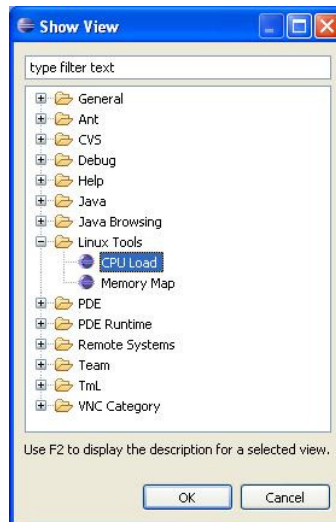 Show View
type filter text
General
Ant
CVS
Debug
Help
Java
Java Browsing
Linux Tools
CPU Load
Memory Map
PDE
PDE Runtime
Remote Systems
Team
TmL
VNC Category
Use F2 to display the description for a selected view.
OK Cancel